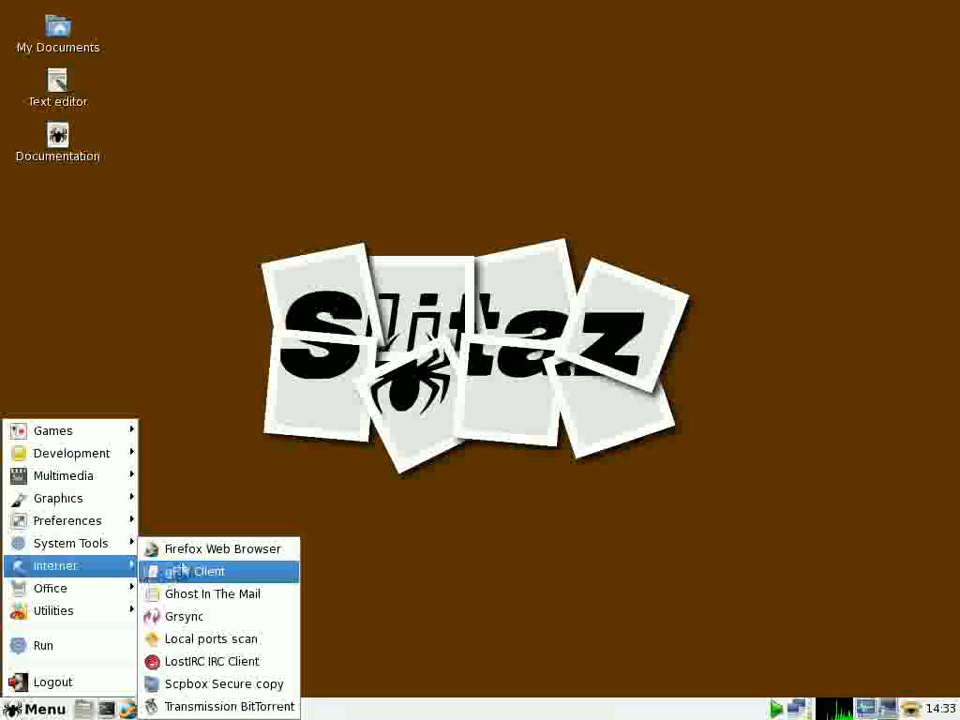 My Documents
Text editor
Documentation
Slitaz
Games
Development
Multimedia
Graphics
Preferences
System Tools
Internet
Office
Utilities
Run
Logout
Firefox Web Browser
gFTP Client
Ghost In The Mail
Grsync
Local ports scan
LostIRC IRC Client
Scpbox Secure copy
Transmission BitTorrent
Menu
14:33